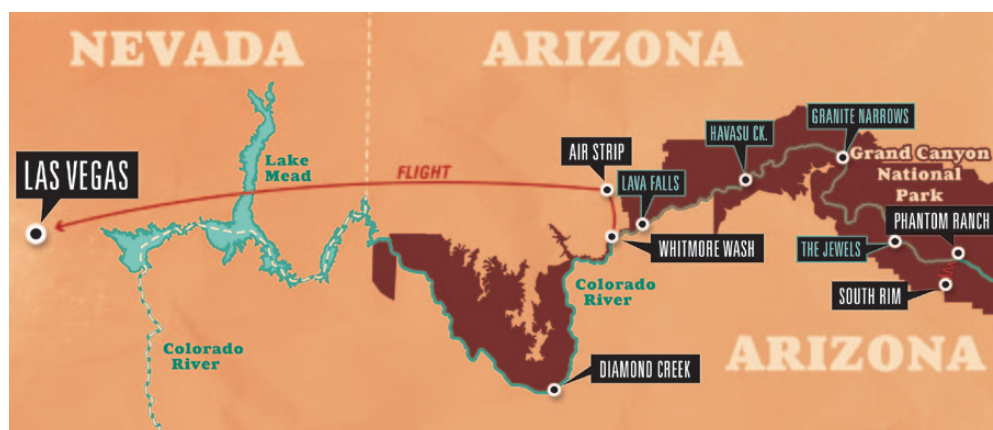 NEVADA
ARIZONA
GRANITE NARROWS
HAVASU CK.
AIR STRIP
Grand Canyon
National
Park
Lake
Mead
FLIGHT
LAS VEGAS
LAVA FALLS
PHANTOM RANCH
WHITMORE WASH
THE JEWELS
Colorado
River
SOUTH RIM
Colorado
River
ARIZONA
DIAMOND CREEK